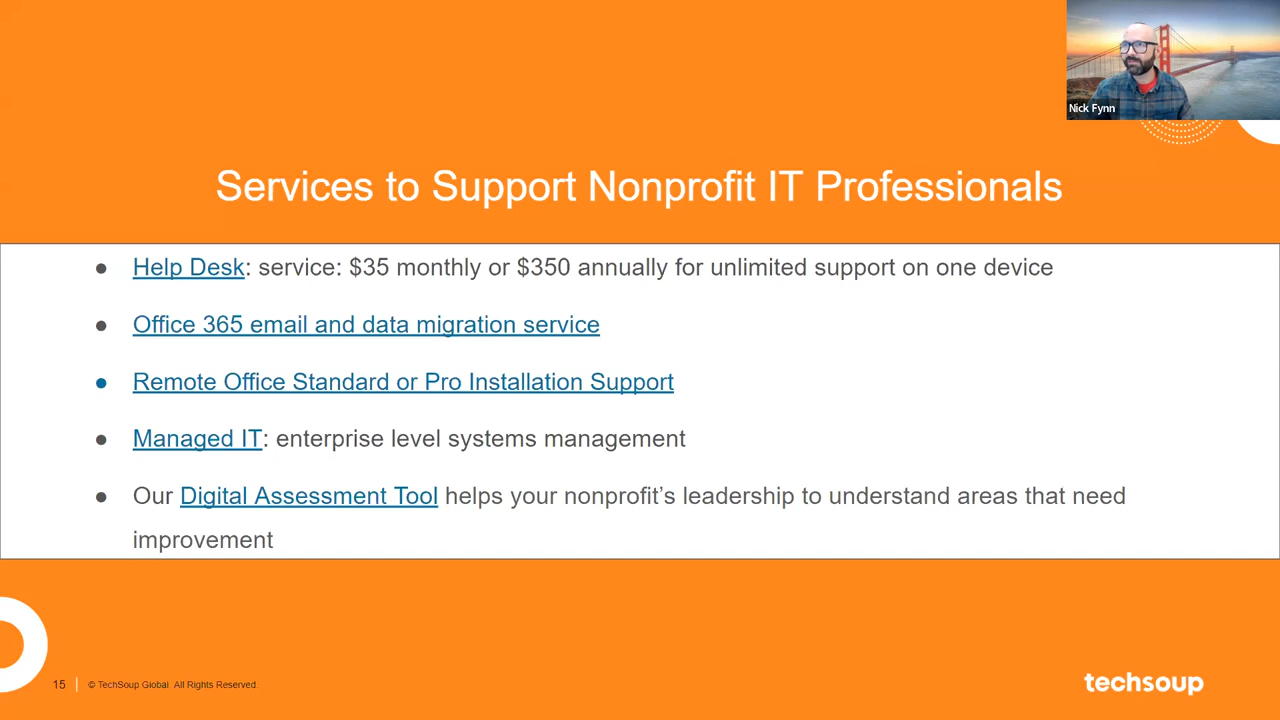 Nick Fynn
Services to Support Nonprofit IT Professionals
● Help Desk: service: $35 monthly or $350 annually for unlimited support on one device
● Office 365 email and data migration service
● Remote Office Standard or Pro Installation Support
● Managed IT: enterprise level systems management
● Our Digital Assessment Tool helps your nonprofit’s leadership to understand areas that need
improvement
15 | © TechSoup Global. All Rights Reserved.
techsoup